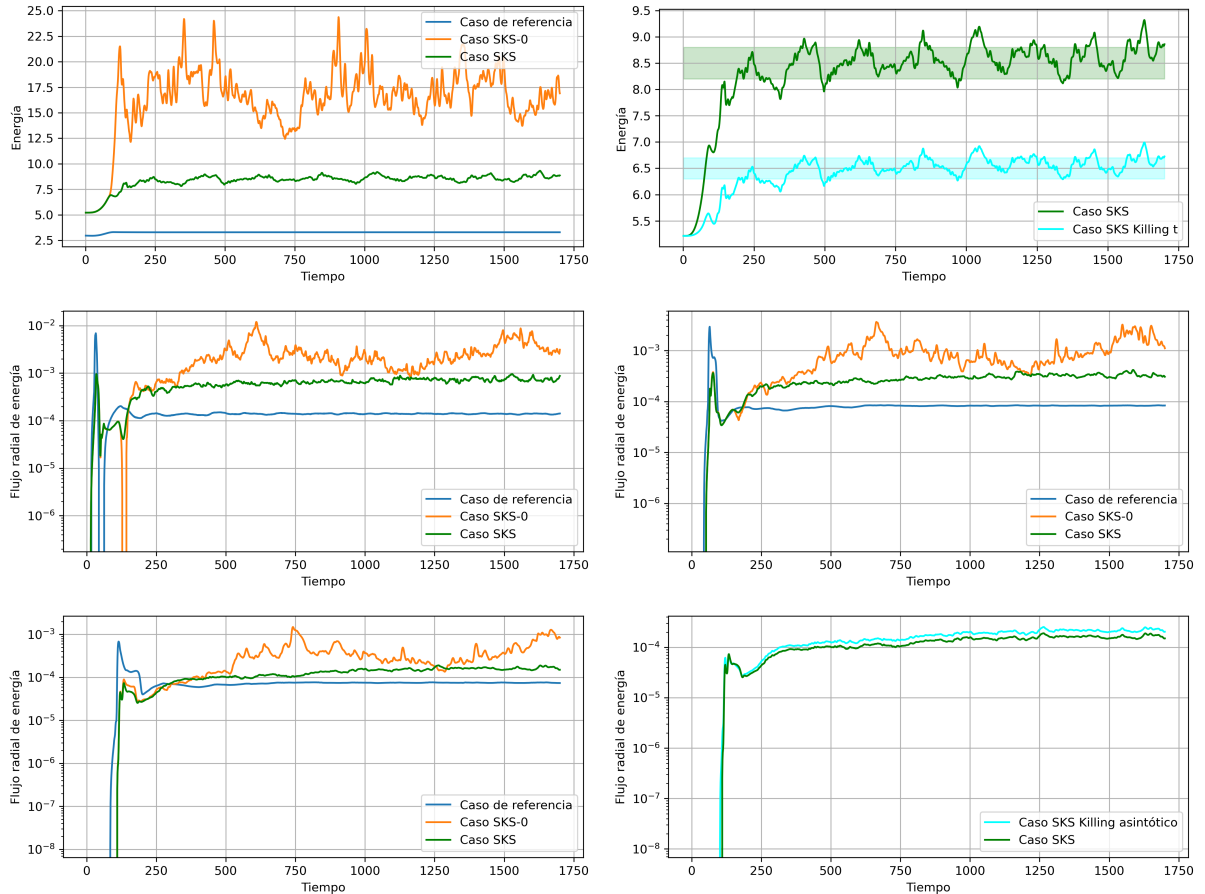 25.0
22.5
20.0
17.5
15.0
12.5
10.0
7.5
5.0
2.5
Energía
0 250 500 750 1000 1250 1500 1750
Tiempo
Caso de referencia
Caso SKS-0
Caso SKS
9.5
9.0
8.5
8.0
7.5
7.0
6.5
6.0
5.5
Energía
0 250 500 750 1000 1250 1500 1750
Tiempo
Caso SKS
Caso SKS Killing t
10⁻²
10⁻³
10⁻⁴
10⁻⁵
10⁻⁶
Flujo radial de energía
0 250 500 750 1000 1250 1500 1750
Tiempo
Caso de referencia
Caso SKS-0
Caso SKS
10⁻³
10⁻⁴
10⁻⁵
10⁻⁶
Flujo radial de energía
0 250 500 750 1000 1250 1500 1750
Tiempo
Caso de referencia
Caso SKS-0
Caso SKS
10⁻³
10⁻⁴
10⁻⁵
10⁻⁶
10⁻⁷
10⁻⁸
Flujo radial de energía
0 250 500 750 1000 1250 1500 1750
Tiempo
Caso de referencia
Caso SKS-0
Caso SKS
10⁻⁴
10⁻⁵
10⁻⁶
10⁻⁷
10⁻⁸
Flujo radial de energía
0 250 500 750 1000 1250 1500 1750
Tiempo
Caso SKS Killing asintótico
Caso SKS